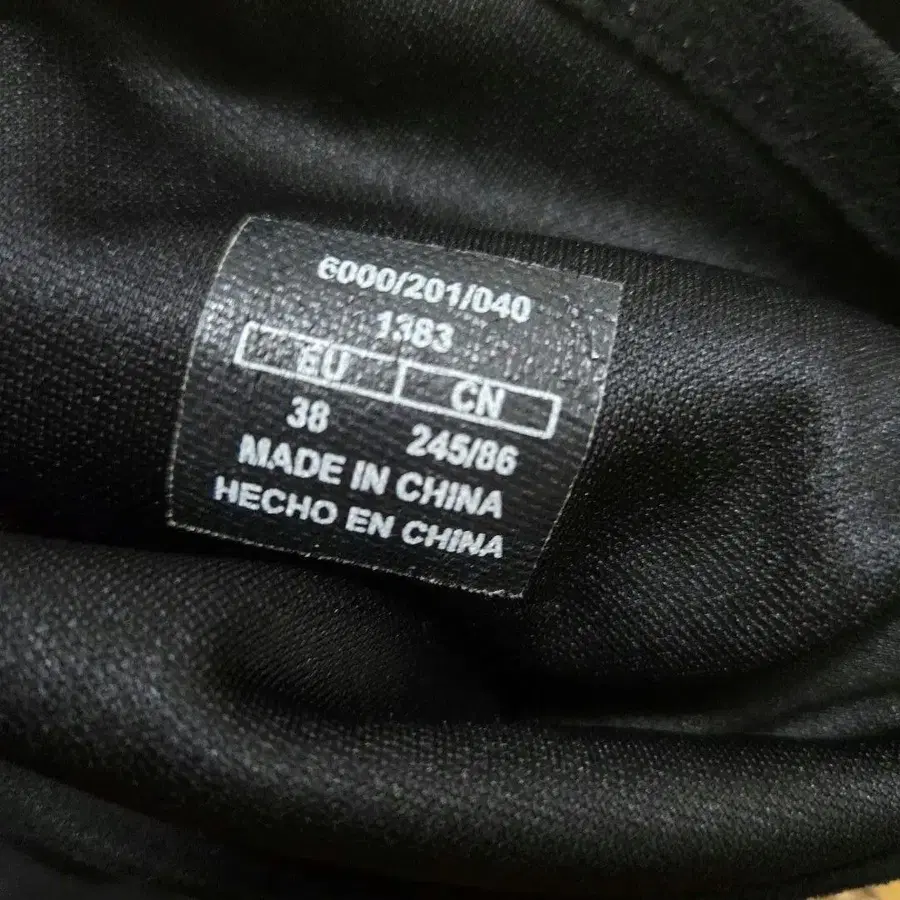 6000/201/040
1383
EU CN
38 245/86
MADE IN CHINA
HECHO EN CHINA